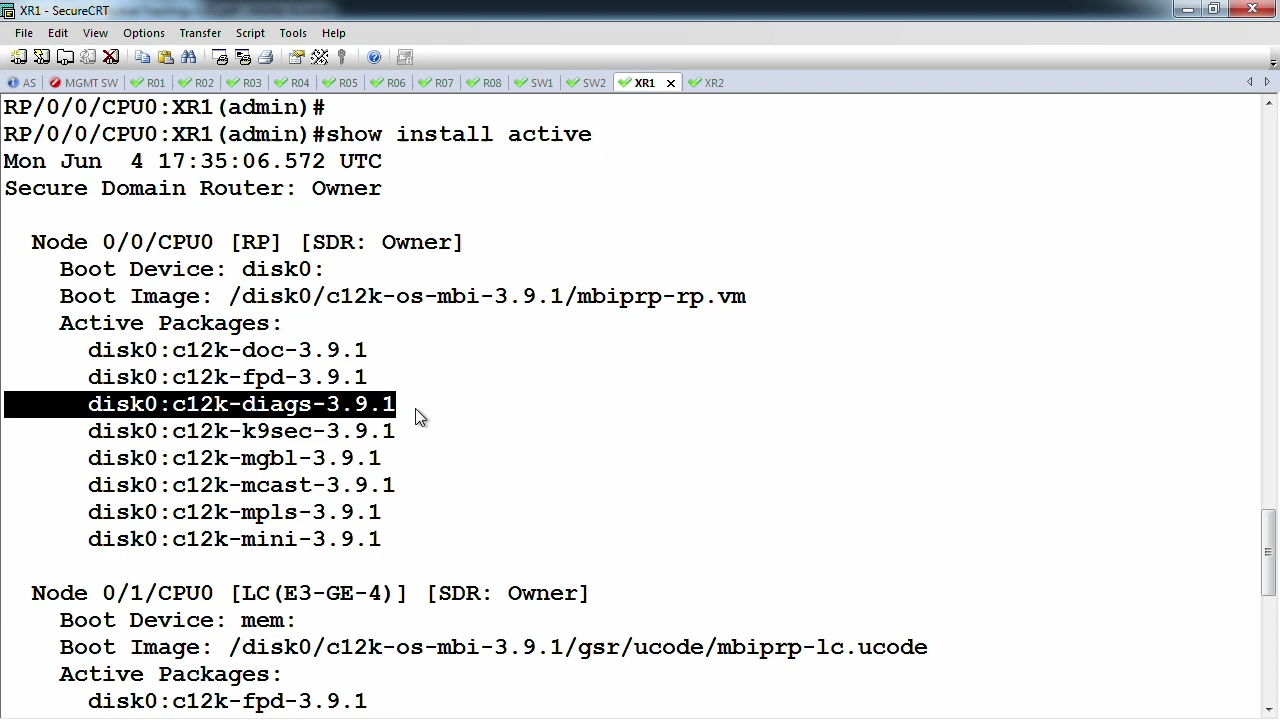 XR1 - SecureCRT
File Edit View Options Transfer Script Tools Help
AS MGMT SW R01 R02 R03 R04 R05 R06 R07 R08 SW1 SW2 XR1 XR2
RP/0/0/CPU0:XR1(admin)#
RP/0/0/CPU0:XR1(admin)#show install active
Mon Jun  4 17:35:06.572 UTC
Secure Domain Router: Owner
Node 0/0/CPU0 [RP] [SDR: Owner]
Boot Device: disk0:
Boot Image: /disk0/c12k-os-mbi-3.9.1/mbiprp-rp.vm
Active Packages:
disk0:c12k-doc-3.9.1
disk0:c12k-fpd-3.9.1
disk0:c12k-diags-3.9.1
disk0:c12k-k9sec-3.9.1
disk0:c12k-mgbl-3.9.1
disk0:c12k-mcast-3.9.1
disk0:c12k-mpls-3.9.1
disk0:c12k-mini-3.9.1
Node 0/1/CPU0 [LC(E3-GE-4)] [SDR: Owner]
Boot Device: mem:
Boot Image: /disk0/c12k-os-mbi-3.9.1/gsr/ucode/mbiprp-lc.ucode
Active Packages:
disk0:c12k-fpd-3.9.1